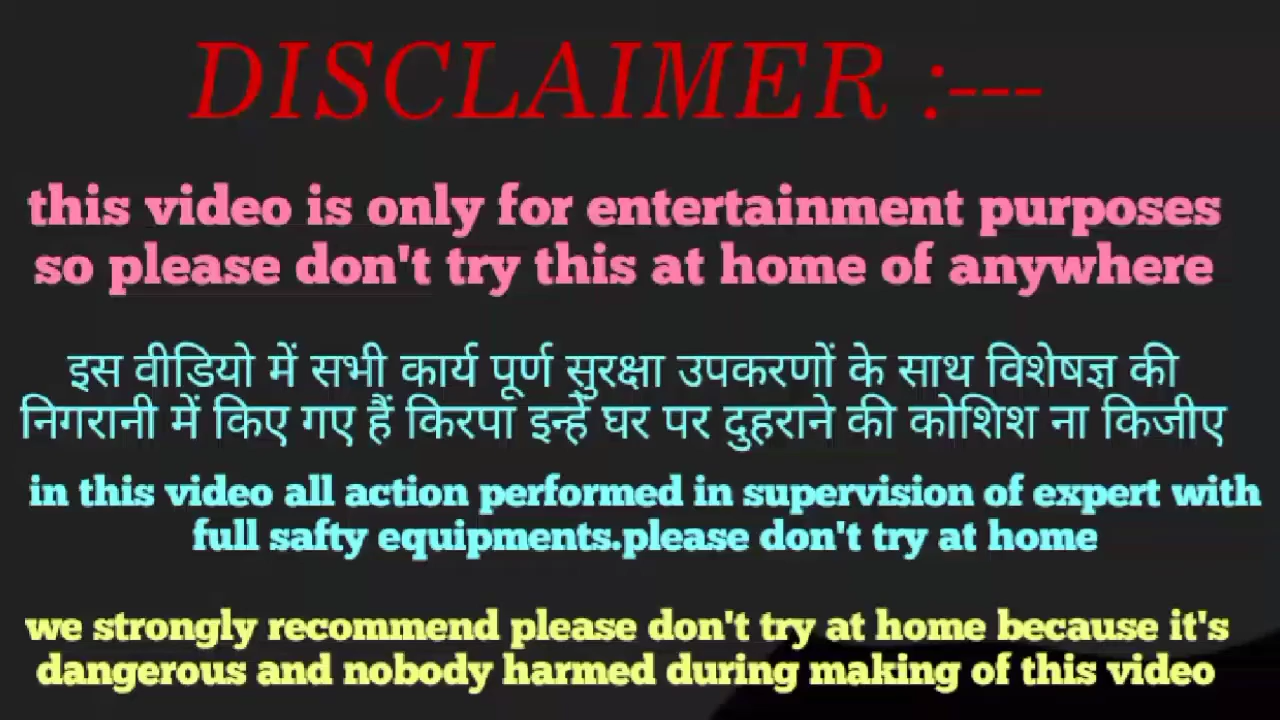 DISCLAIMER :---
this video is only for entertainment purposes
so please don't try this at home of anywhere
इस वीडियो में सभी कार्य पूर्ण सुरक्षा उपकरणों के साथ विशेषज्ञ की
निगरानी में किए गए हैं किरपा इन्हें घर पर दुहराने की कोशिश ना किजीए
in this video all action performed in supervision of expert with
full safty equipments.please don't try at home
we strongly recommend please don't try at home because it's
dangerous and nobody harmed during making of this video